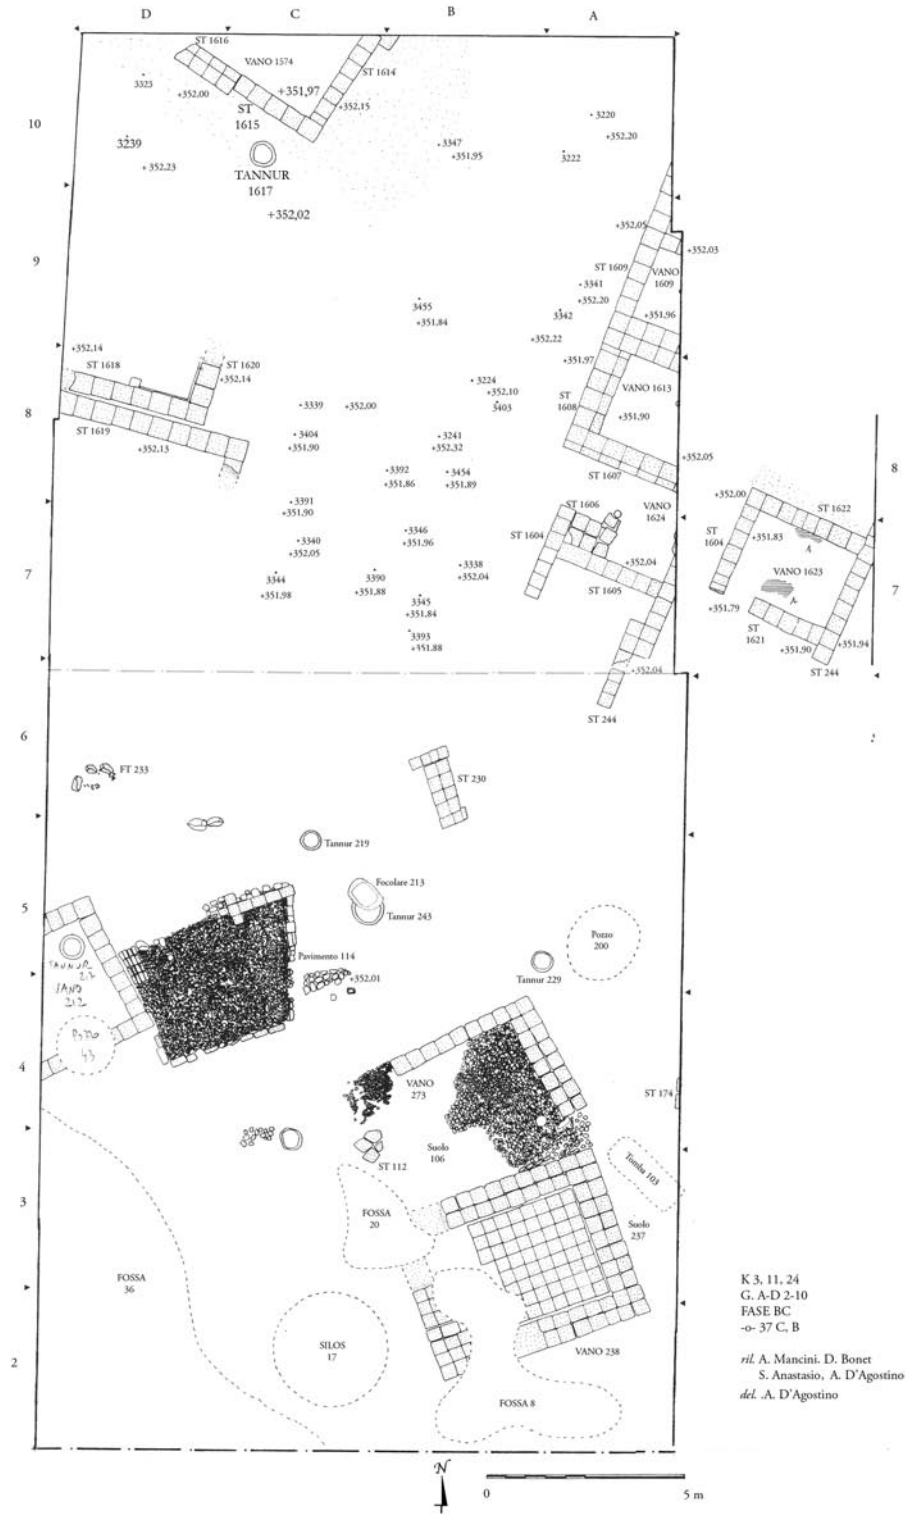 D
C
B
A
ST 1616
VANO 1574
ST 1614
3323
+352,00
+351,97
+352,15
ST
1615
3220
+352,20
10
3239
3347
+351,95
3222
+352,23
TANNUR
1617
+352,02
+352,05
+352,03
9
ST 1609
VANO
1609
3341
+352,20
3342
+351,96
3455
+351,84
+352,22
+352,14
ST 1618
ST 1620
+352,14
+351,97
VANO 1613
3224
+352,10
3403
ST
1608
8
3339
+352,00
+351,90
3404
+351,90
3241
+352,32
ST 1619
+352,13
+352,05
8
3392
+351,86
3454
+351,89
ST 1607
3391
+351,90
ST 1606
VANO
1624
+352,00
ST 1622
3346
+351,96
ST 1604
ST
1604
+351,83
A
3340
+352,05
7
3338
+352,04
+352,04
VANO 1623
7
3344
+351,98
3390
+351,88
ST 1605
A
3345
+351,84
+351,79
ST
1621
3393
+351,88
+351,90
+351,94
+352,04
ST 244
ST 244
6
FT 233
ST 230
Tannur 219
5
Focolare 213
Tannur 243
Pozzo
200
TANNUR
217
VANO
212
Pavimento 114
+352,01
Tannur 229
43
4
VANO
273
ST 174
Suolo
106
ST 112
Tomba 103
3
FOSSA
20
Suolo
237
FOSSA
36
SILOS
17
VANO 238
2
FOSSA 8
K 3, 11, 24
G. A-D 2-10
FASE BC
-o- 37 C, B
ril. A. Mancini. D. Bonet
S. Anastasio, A. D'Agostino
del. .A. D'Agostino
N
0
5 m